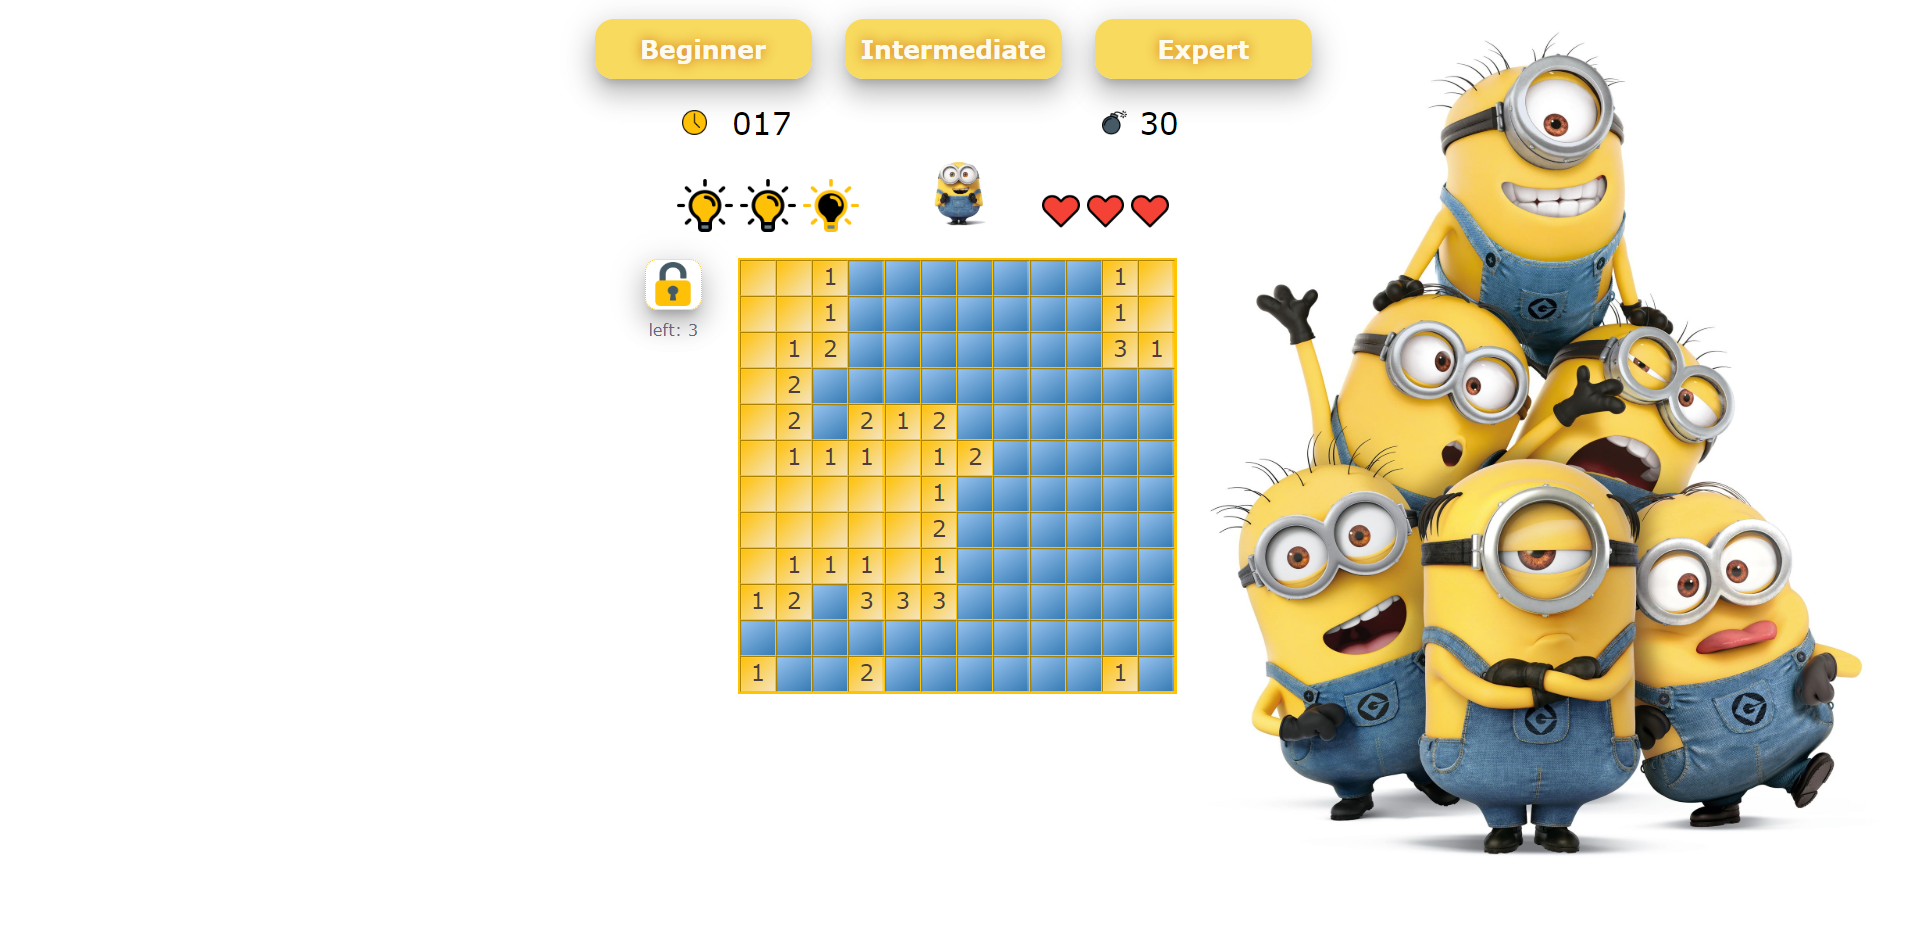 Beginner Intermediate Expert
017 30
left: 3
1 1
1 1
1 2 3 1
2
2 2 1 2
1 1 1 1 2
1
2
1 1 1 1
1 2 3 3 3
1 2 1